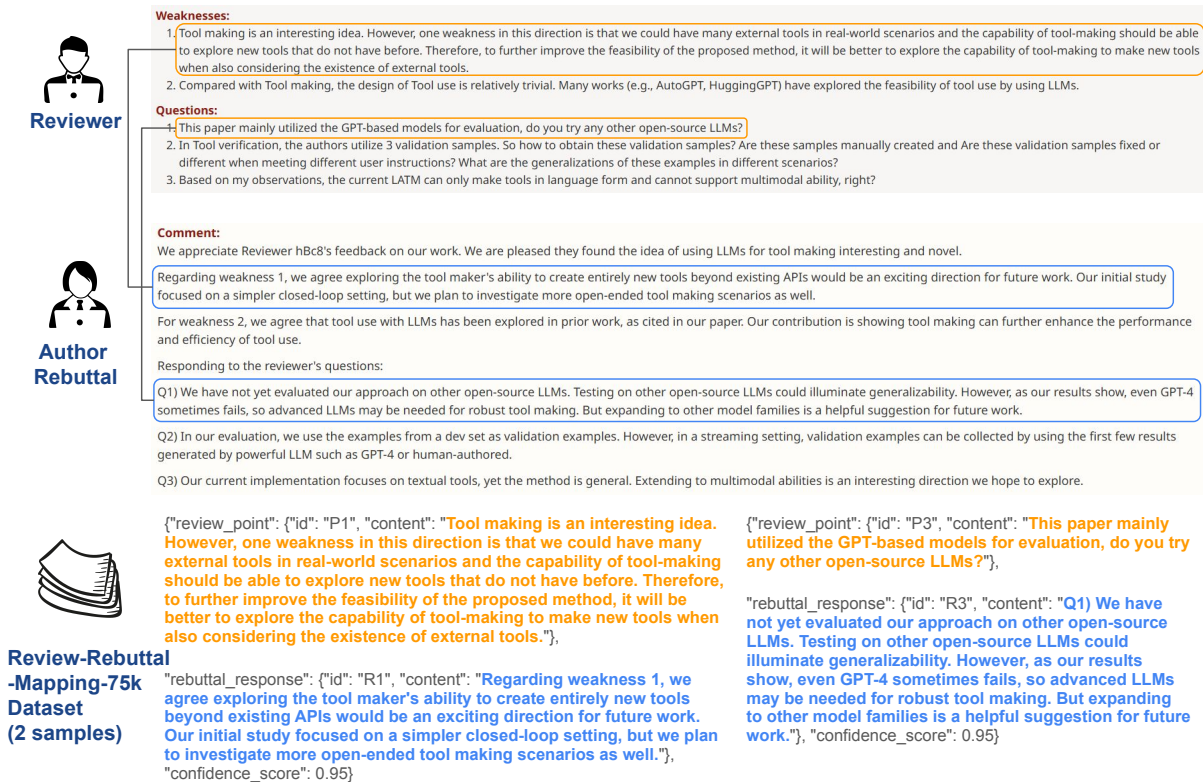 Weaknesses:
1. Tool making is an interesting idea. However, one weakness in this direction is that we could have many external tools in real-world scenarios and the capability of tool-making should be able
to explore new tools that do not have before. Therefore, to further improve the feasibility of the proposed method, it will be better to explore the capability of tool-making to make new tools
when also considering the existence of external tools.
2. Compared with Tool making, the design of Tool use is relatively trivial. Many works (e.g., AutoGPT, HuggingGPT) have explored the feasibility of tool use by using LLMs.
Reviewer
Questions:
1. This paper mainly utilized the GPT-based models for evaluation, do you try any other open-source LLMs?
2. In Tool verification, the authors utilize 3 validation samples. So how to obtain these validation samples? Are these samples manually created and Are these validation samples fixed or
different when meeting different user instructions? What are the generalizations of these examples in different scenarios?
3. Based on my observations, the current LATM can only make tools in language form and cannot support multimodal ability, right?
Comment:
We appreciate Reviewer hBc8's feedback on our work. We are pleased they found the idea of using LLMs for tool making interesting and novel.
Regarding weakness 1, we agree exploring the tool maker's ability to create entirely new tools beyond existing APIs would be an exciting direction for future work. Our initial study
focused on a simpler closed-loop setting, but we plan to investigate more open-ended tool making scenarios as well.
For weakness 2, we agree that tool use with LLMs has been explored in prior work, as cited in our paper. Our contribution is showing tool making can further enhance the performance
and efficiency of tool use.
Author
Rebuttal
Responding to the reviewer's questions:
Q1) We have not yet evaluated our approach on other open-source LLMs. Testing on other open-source LLMs could illuminate generalizability. However, as our results show, even GPT-4
sometimes fails, so advanced LLMs may be needed for robust tool making. But expanding to other model families is a helpful suggestion for future work.
Q2) In our evaluation, we use the examples from a dev set as validation examples. However, in a streaming setting, validation examples can be collected by using the first few results
generated by powerful LLM such as GPT-4 or human-authored.
Q3) Our current implementation focuses on textual tools, yet the method is general. Extending to multimodal abilities is an interesting direction we hope to explore.
Review-Rebuttal
-Mapping-75k
Dataset
(2 samples)
{"review_point": {"id": "P1", "content": "Tool making is an interesting idea.
However, one weakness in this direction is that we could have many
external tools in real-world scenarios and the capability of tool-making
should be able to explore new tools that do not have before. Therefore,
to further improve the feasibility of the proposed method, it will be
better to explore the capability of tool-making to make new tools when
also considering the existence of external tools."},
"rebuttal_response": {"id": "R1", "content": "Regarding weakness 1, we
agree exploring the tool maker's ability to create entirely new tools
beyond existing APIs would be an exciting direction for future work.
Our initial study focused on a simpler closed-loop setting, but we plan
to investigate more open-ended tool making scenarios as well."},
"confidence_score": 0.95}
{"review_point": {"id": "P3", "content": "This paper mainly
utilized the GPT-based models for evaluation, do you try
any other open-source LLMs?"},
"rebuttal_response": {"id": "R3", "content": "Q1) We have
not yet evaluated our approach on other open-source
LLMs. Testing on other open-source LLMs could
illuminate generalizability. However, as our results
show, even GPT-4 sometimes fails, so advanced LLMs
may be needed for robust tool making. But expanding
to other model families is a helpful suggestion for future
work."}, "confidence_score": 0.95}